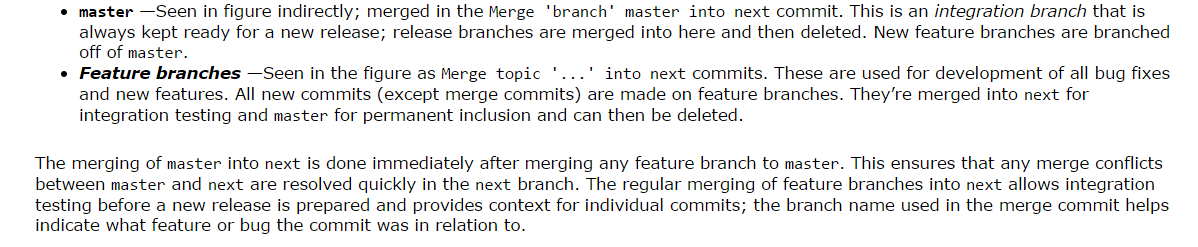 • master —Seen in figure indirectly; merged in the Merge 'branch' master into next commit. This is an integration branch that is
always kept ready for a new release; release branches are merged into here and then deleted. New feature branches are branched
off of master.
• Feature branches —Seen in the figure as Merge topic '...' into next commits. These are used for development of all bug fixes
and new features. All new commits (except merge commits) are made on feature branches. They’re merged into next for
integration testing and master for permanent inclusion and can then be deleted.
The merging of master into next is done immediately after merging any feature branch to master. This ensures that any merge conflicts
between master and next are resolved quickly in the next branch. The regular merging of feature branches into next allows integration
testing before a new release is prepared and provides context for individual commits; the branch name used in the merge commit helps
indicate what feature or bug the commit was in relation to.